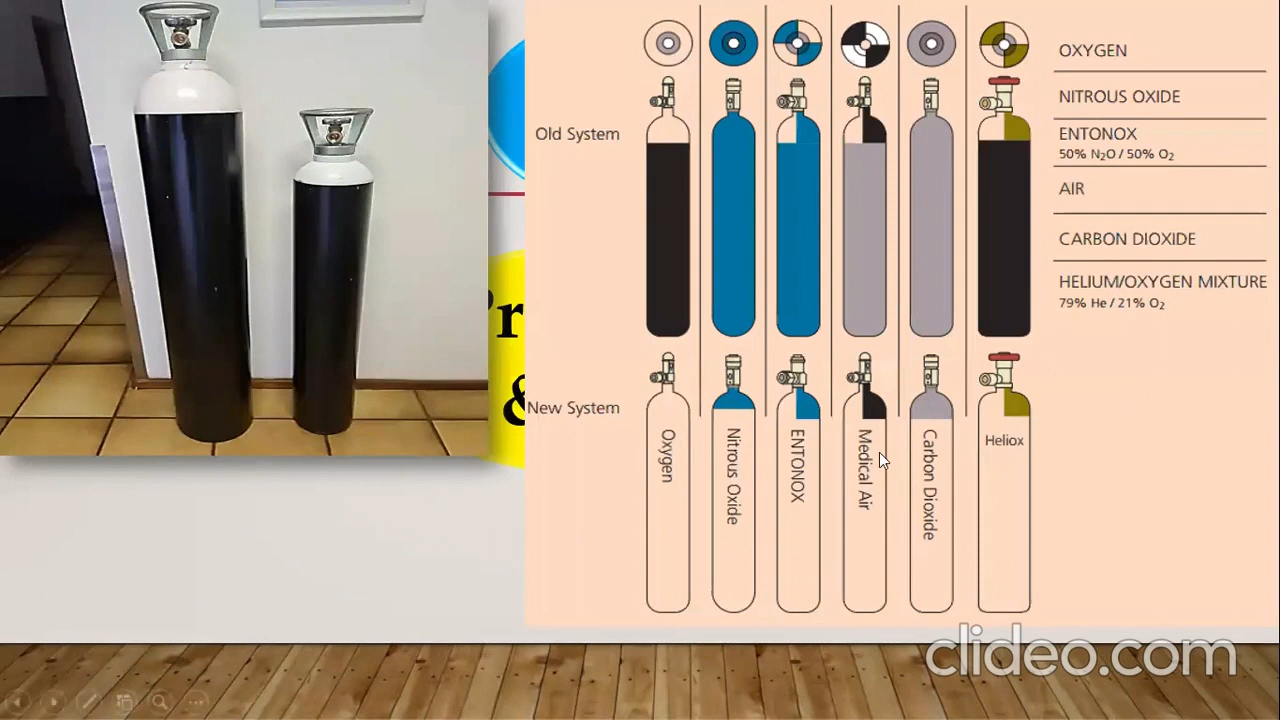 OXYGEN
NITROUS OXIDE
Old System
ENTONOX
50% N₂O / 50% O₂
AIR
CARBON DIOXIDE
HELIUM/OXYGEN MIXTURE
79% He / 21% O₂
’r
&
New System
Oxygen
Nitrous Oxide
ENTONOX
Medical Air
Carbon Dioxide
Heliox
clideo.com